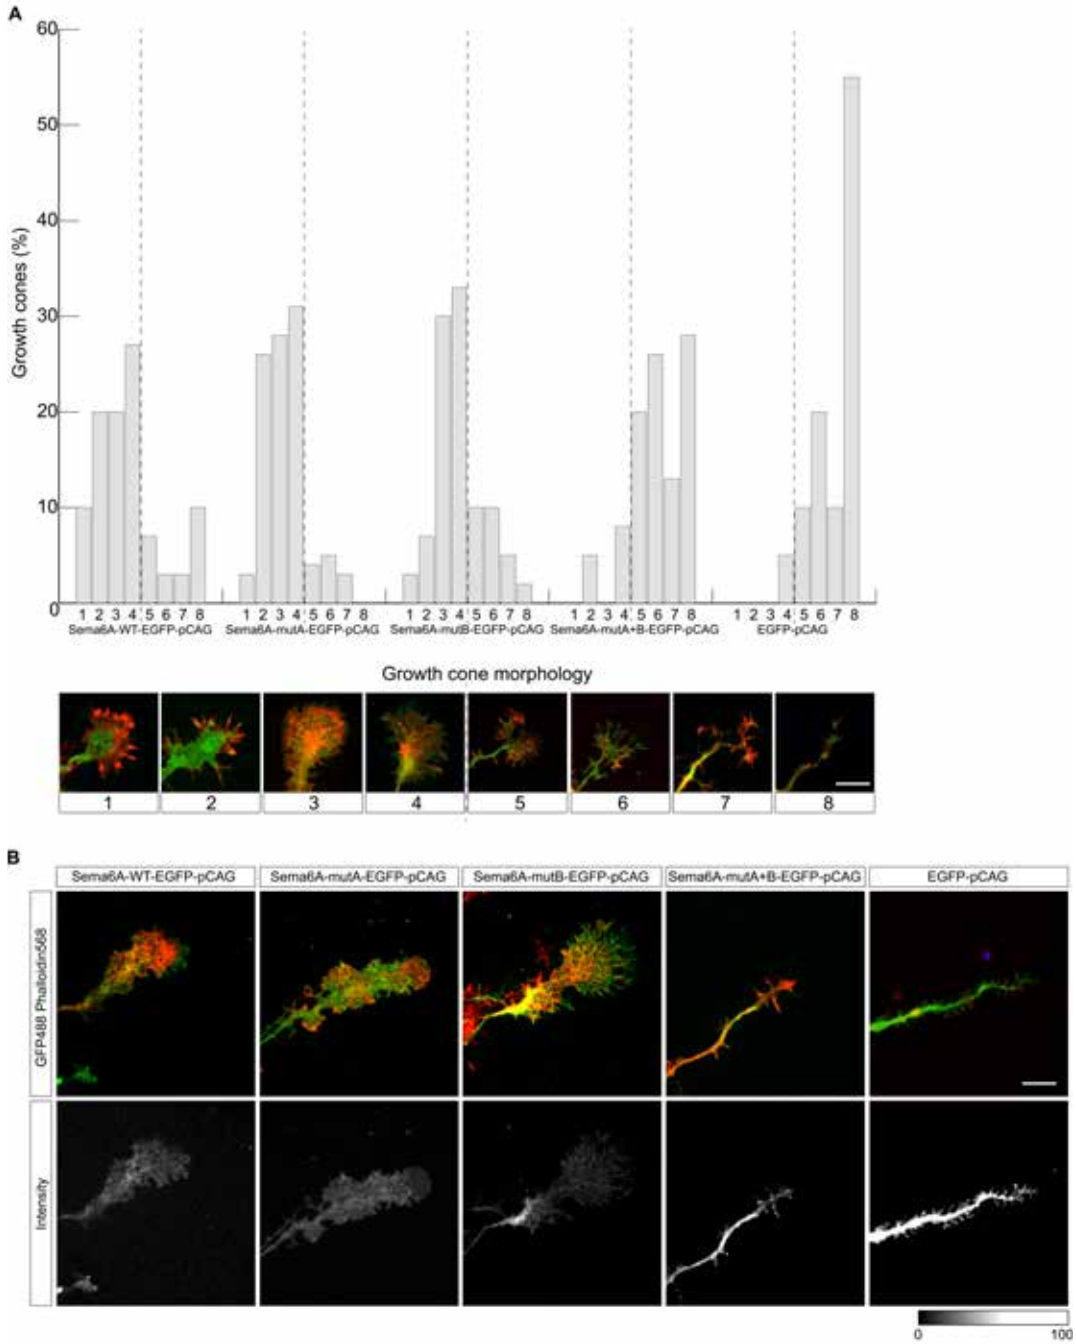 A
60
50
40
30
20
10
0
Growth cones (%)
1 2 3 4 5 6 7 8 1 2 3 4 5 6 7 8 1 2 3 4 5 6 7 8 1 2 3 4 5 6 7 8 1 2 3 4 5 6 7 8
Sema6A-WT-EGFP-pCAG Sema6A-mutA-EGFP-pCAG Sema6A-mutB-EGFP-pCAG Sema6A-mutA+B-EGFP-pCAG EGFP-pCAG
Growth cone morphology
1 2 3 4 5 6 7 8
B
Sema6A-WT-EGFP-pCAG Sema6A-mutA-EGFP-pCAG Sema6A-mutB-EGFP-pCAG Sema6A-mutA+B-EGFP-pCAG EGFP-pCAG
GFP488 Phalloidin568
Intensity
0 100